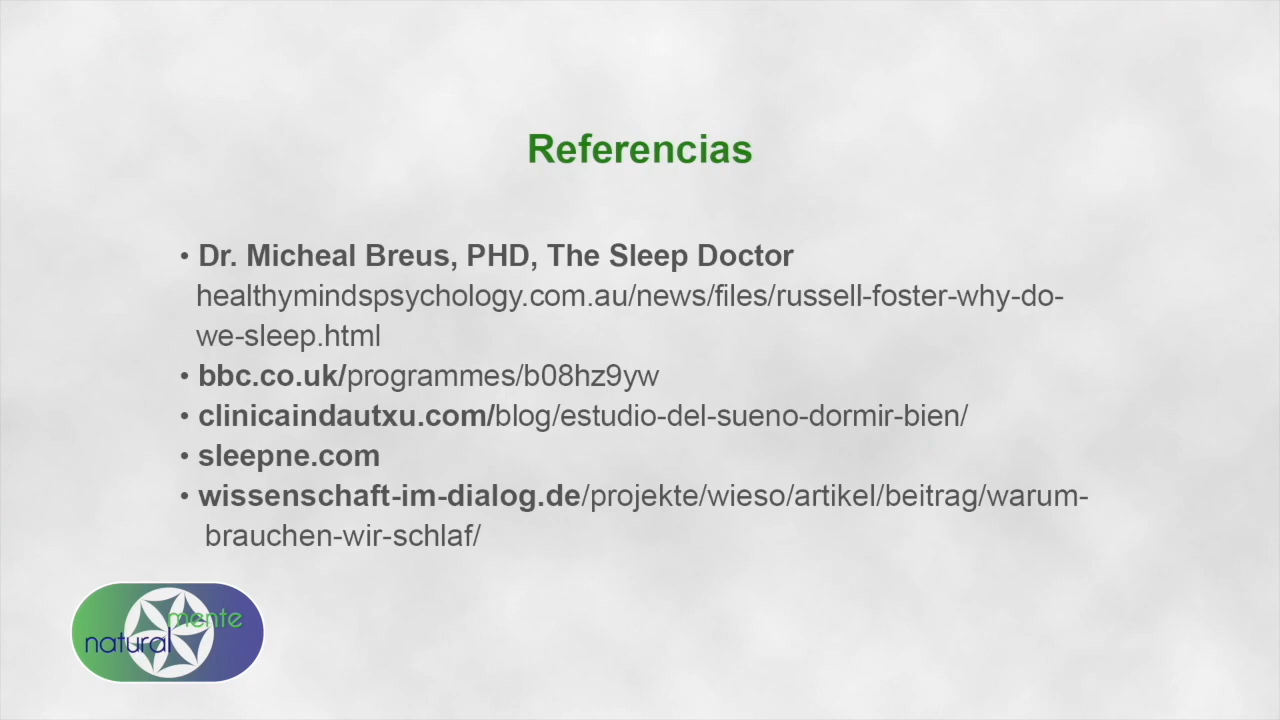 Referencias
• Dr. Micheal Breus, PHD, The Sleep Doctor
healthymindspsychology.com.au/news/files/russell-foster-why-do-
we-sleep.html
• bbc.co.uk/programmes/b08hz9yw
• clinicaindautxu.com/blog/estudio-del-sueno-dormir-bien/
• sleepne.com
• wissenschaft-im-dialog.de/projekte/wieso/artikel/beitrag/warum-
brauchen-wir-schlaf/
natural
mente